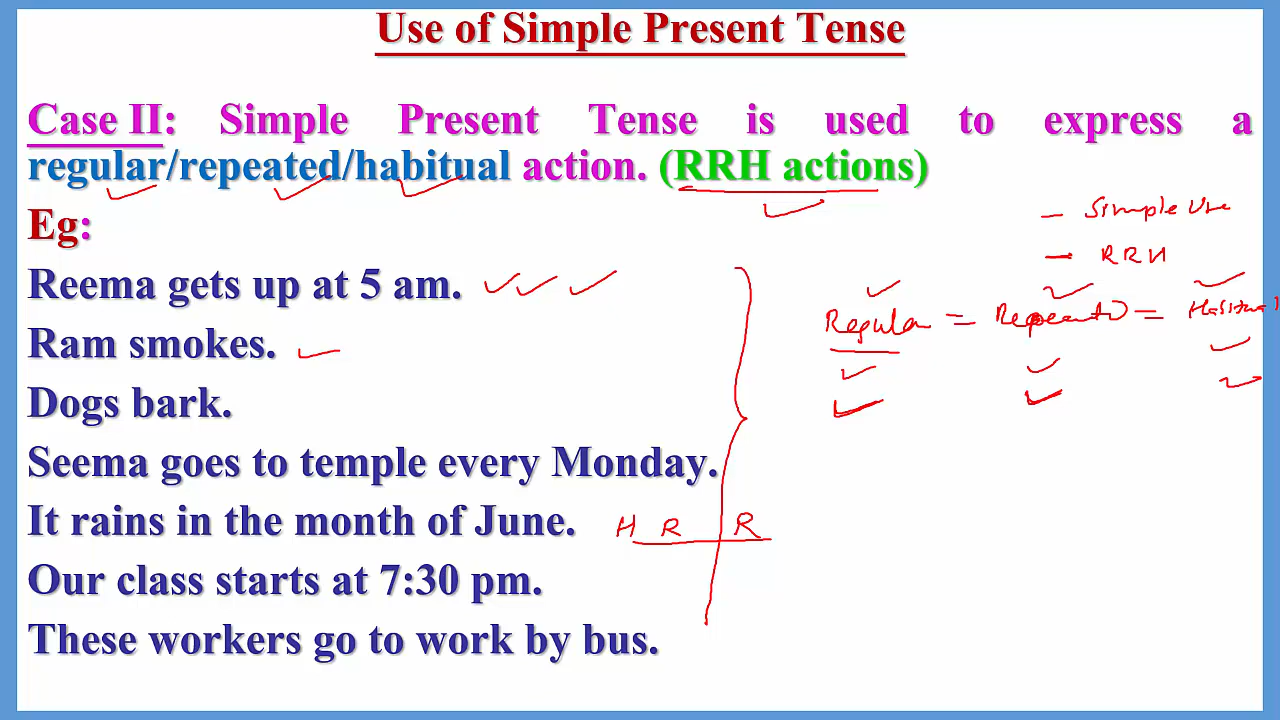 Use of Simple Present Tense
Case II: Simple Present Tense is used to express a
regular/repeated/habitual action. (RRH actions)
Eg:
Reema gets up at 5 am.
Ram smokes.
Dogs bark.
Seema goes to temple every Monday.
It rains in the month of June.
Our class starts at 7:30 pm.
These workers go to work by bus.
— Simple Use
— RRH
Regular = =
H R R